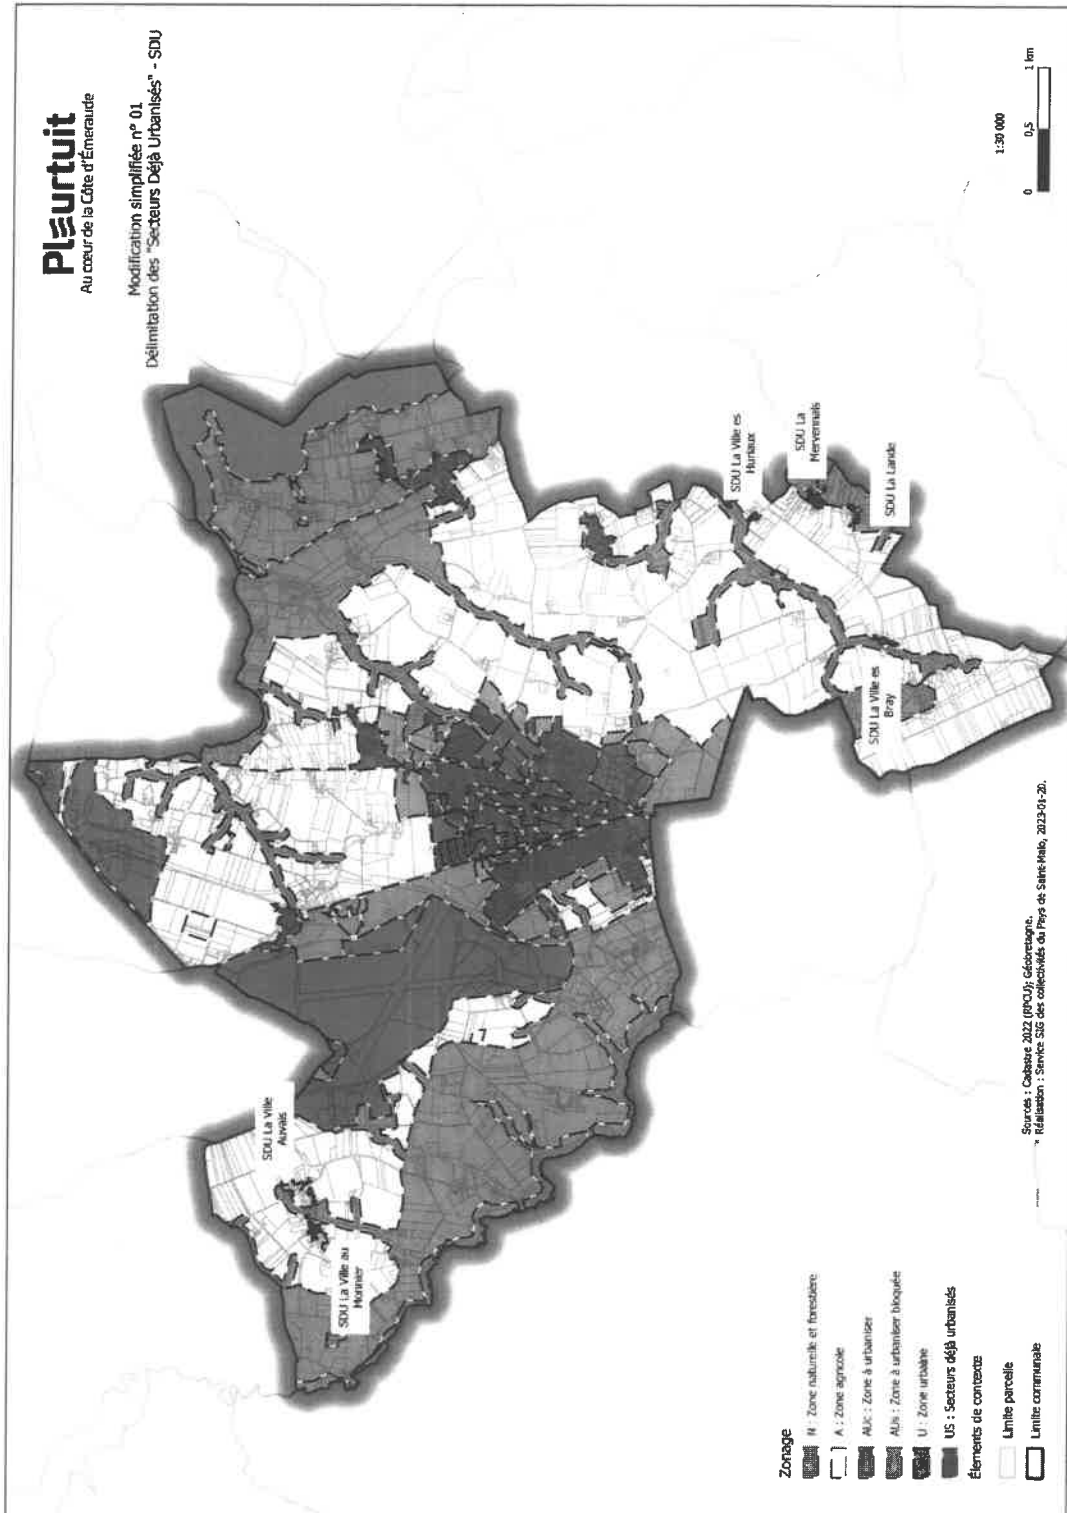 Pleurtuit
Au cœur de la Côte d'Émeraude
Modification simplifiée n° 01
Délimitation des "Secteurs Déjà Urbanisés" - SDU
SDU La Ville
Auvais
SDU La Ville au
Monnier
SDU La Ville es
Huriaux
SDU La
Mervennais
SDU La Lande
SDU La Ville es
Bray
Zonage
N : Zone naturelle et forestière
A : Zone agricole
AUc : Zone à urbaniser
AUs : Zone à urbaniser bloquée
U : Zone urbaine
US : Secteurs déjà urbanisés
Élements de contexte
Limite parcelle
Limite communale
Sources : Cadastre 2022 (RPCU); Géobretagne.
Réalisation : Service SIG des collectivités du Pays de Saint-Malo, 2023-01-20.
1:30 000
0 0,5 1 km